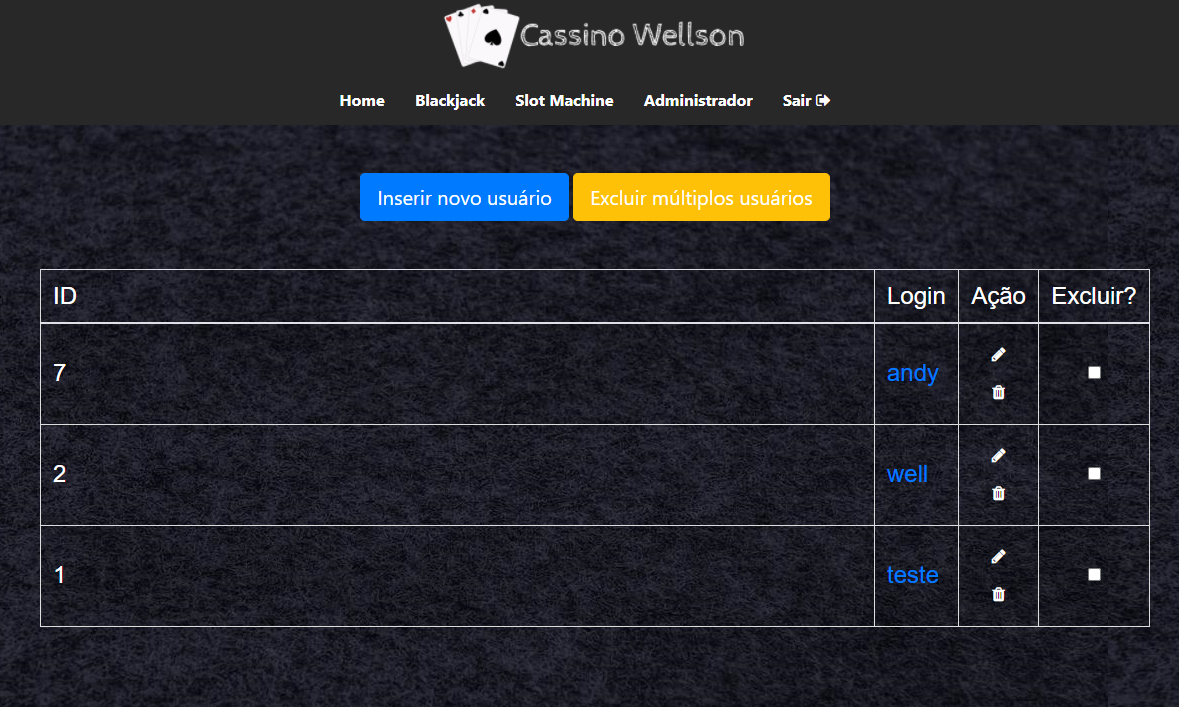 Cassino Wellson
Home Blackjack Slot Machine Administrador Sair
Inserir novo usuário Excluir múltiplos usuários
ID Login Ação Excluir?
7 andy
2 well
1 teste